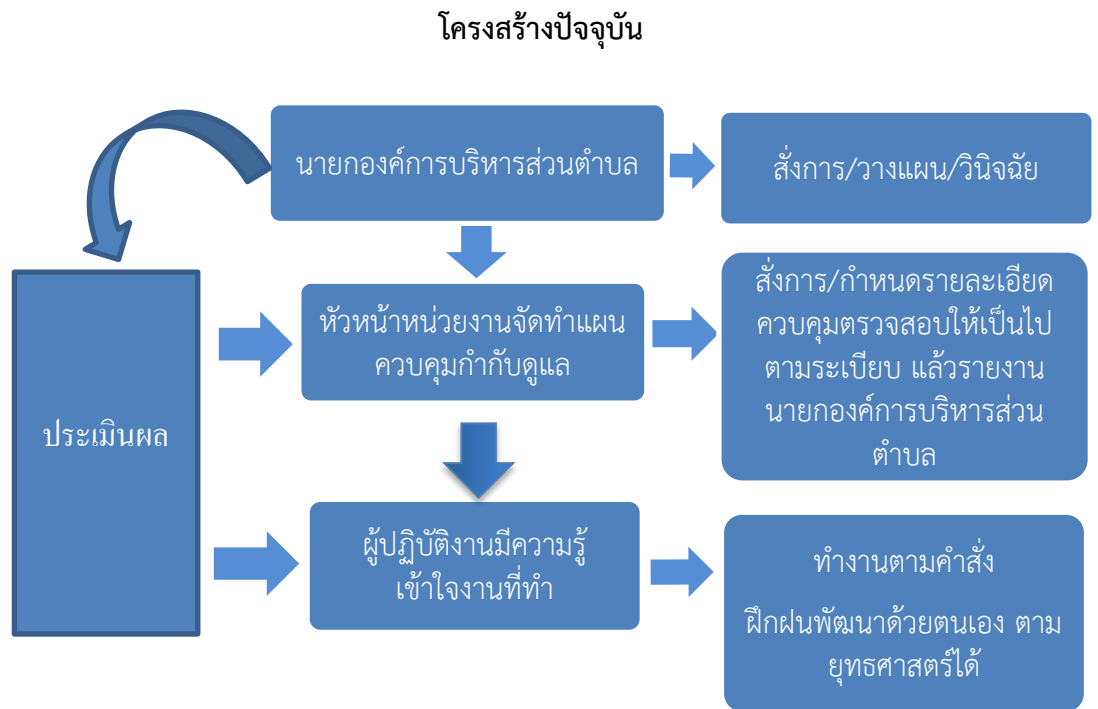 โครงสร้างปัจจุบัน
นายกองค์การบริหารส่วนตำบล
สั่งการ/วางแผน/วินิจฉัย
หัวหน้าหน่วยงานจัดทำแผน
ควบคุมกำกับดูแล
สั่งการ/กำหนดรายละเอียด
ควบคุมตรวจสอบให้เป็นไป
ตามระเบียบ แล้วรายงาน
นายกองค์การบริหารส่วน
ตำบล
ประเมินผล
ผู้ปฏิบัติงานมีความรู้
เข้าใจงานที่ทำ
ทำงานตามคำสั่ง
ฝึกฝนพัฒนาด้วยตนเอง ตาม
ยุทธศาสตร์ได้